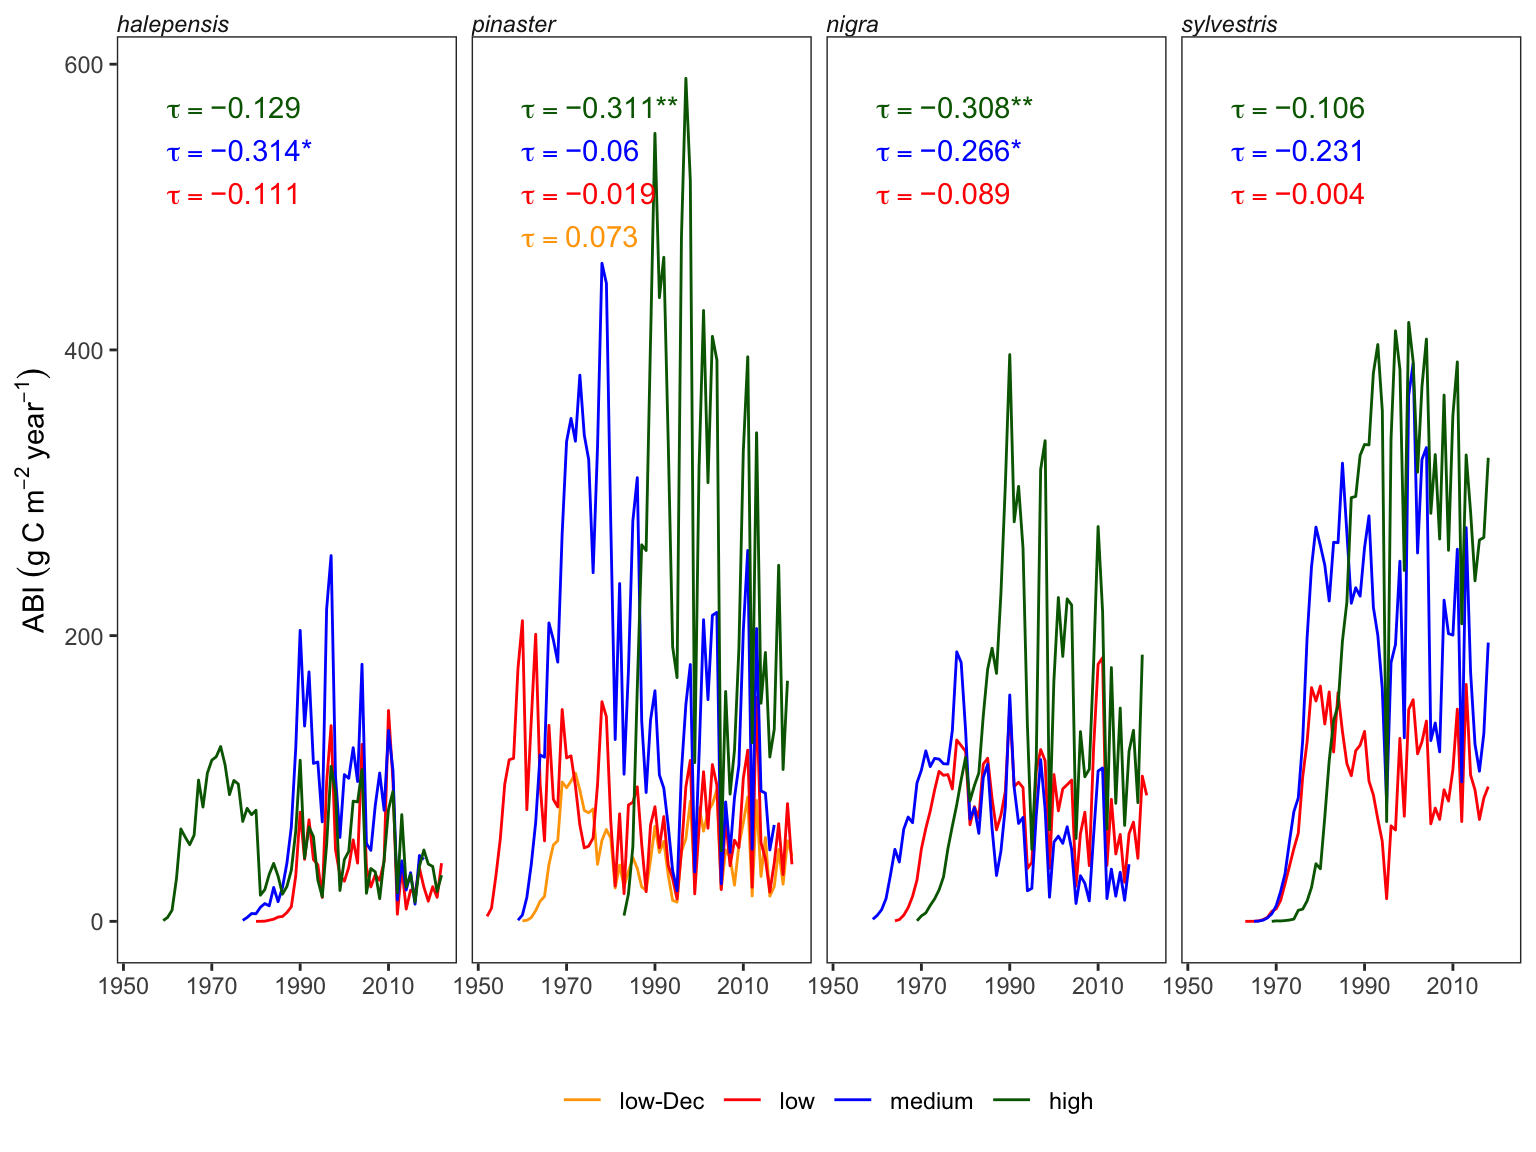 halepensis pinaster nigra sylvestris
600
τ = −0.129 τ = −0.311** τ = −0.308** τ = −0.106
τ = −0.314* τ = −0.06 τ = −0.266* τ = −0.231
τ = −0.111 τ = −0.019 τ = −0.089 τ = −0.004
τ = 0.073
400
ABI (g C m⁻² year⁻¹)
200
0
1950 1970 1990 2010 1950 1970 1990 2010 1950 1970 1990 2010 1950 1970 1990 2010
low-Dec low medium high